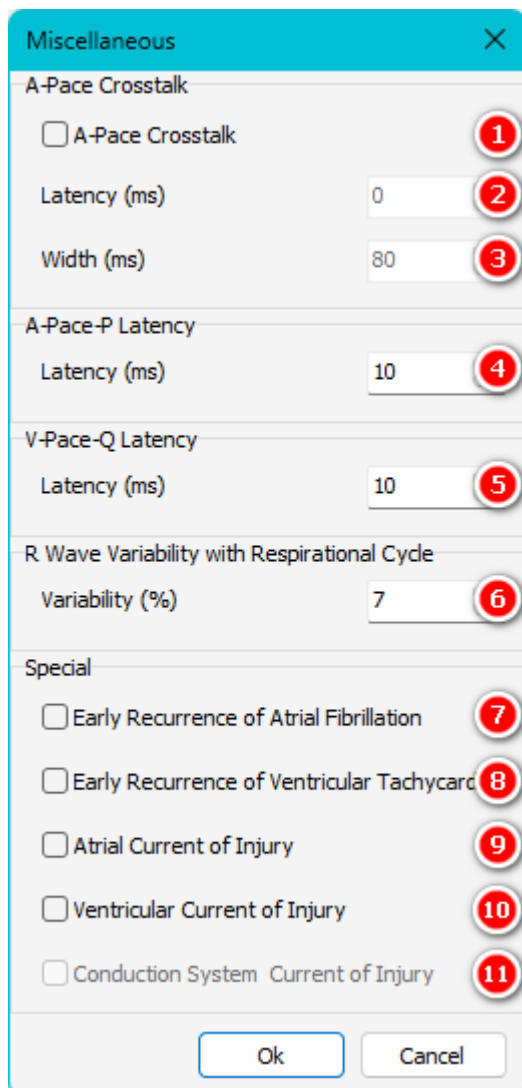 Miscellaneous
A-Pace Crosstalk
A-Pace Crosstalk 1
Latency (ms) 0 2
Width (ms) 80 3
A-Pace-P Latency
Latency (ms) 10 4
V-Pace-Q Latency
Latency (ms) 10 5
R Wave Variability with Respirational Cycle
Variability (%) 7 6
Special
Early Recurrence of Atrial Fibrillation 7
Early Recurrence of Ventricular Tachycard 8
Atrial Current of Injury 9
Ventricular Current of Injury 10
Conduction System Current of Injury 11
Ok Cancel